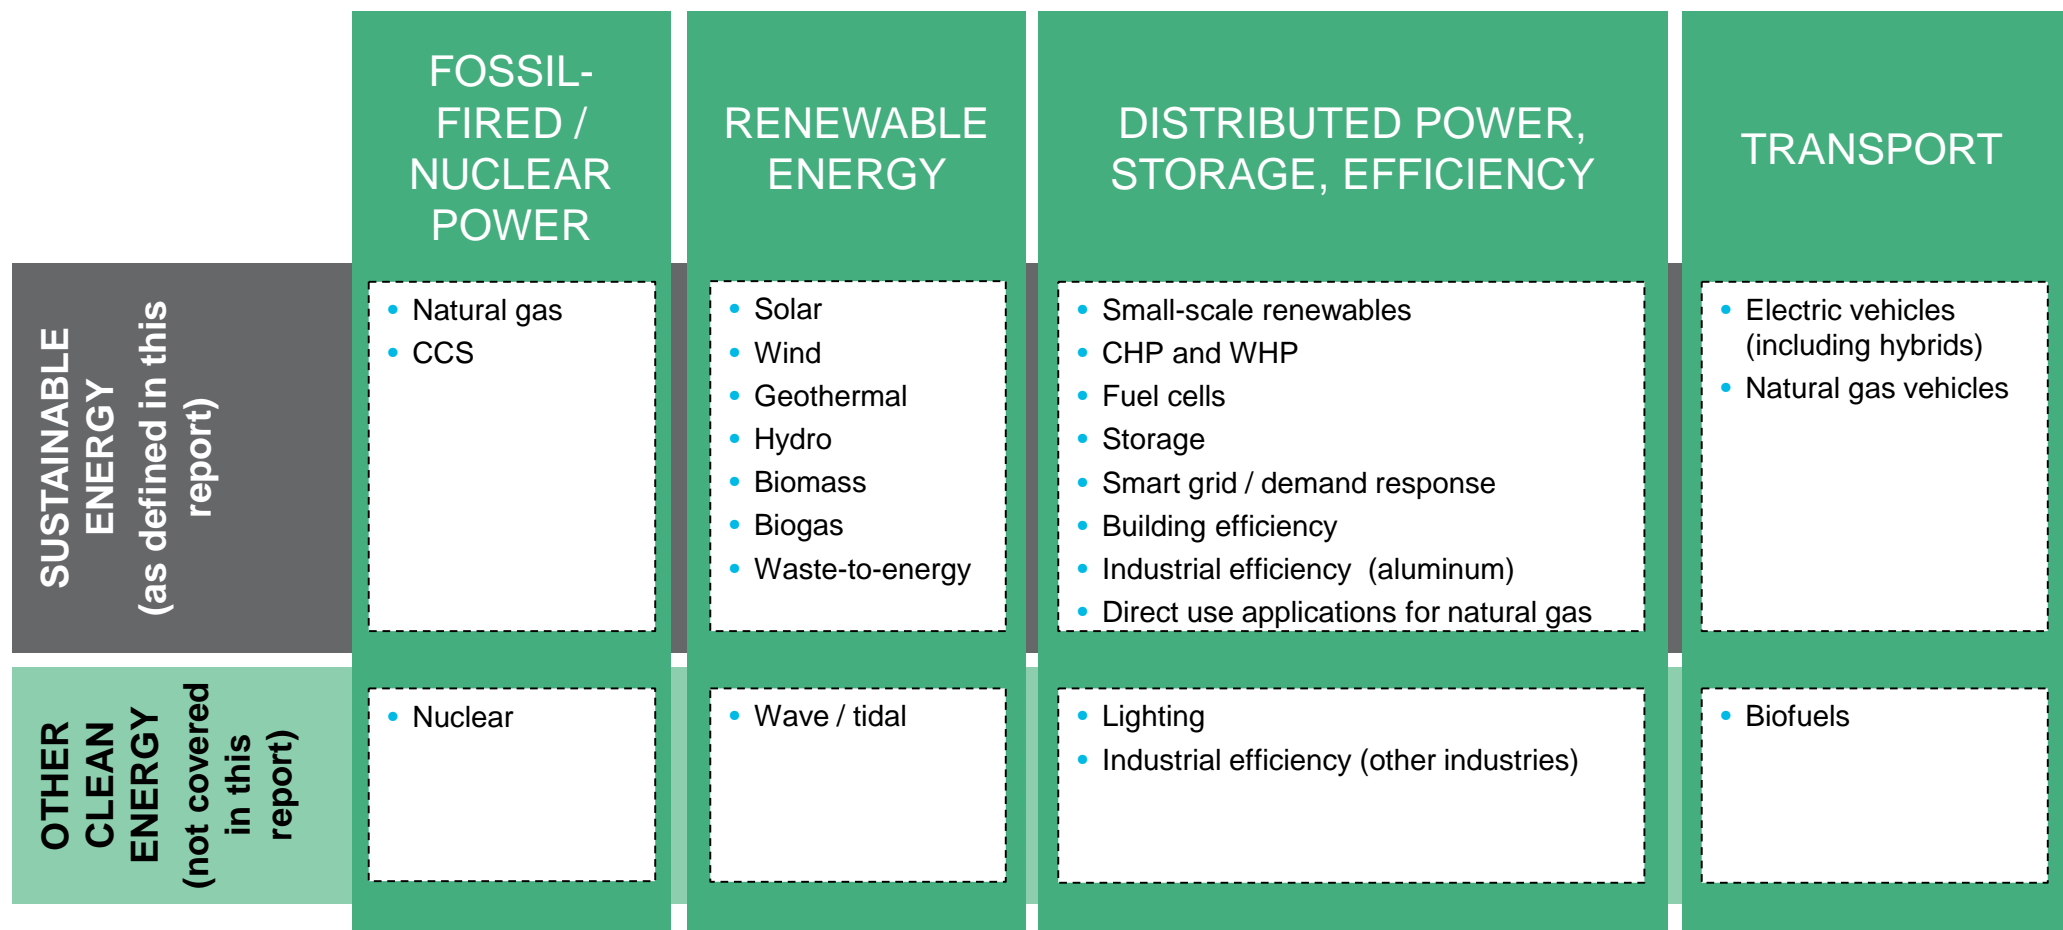 FOSSIL-
FIRED /
NUCLEAR
POWER
RENEWABLE
ENERGY
DISTRIBUTED POWER,
STORAGE, EFFICIENCY
TRANSPORT
SUSTAINABLE
ENERGY
(as defined in this
report)
• Natural gas
• CCS
• Solar
• Wind
• Geothermal
• Hydro
• Biomass
• Biogas
• Waste-to-energy
• Small-scale renewables
• CHP and WHP
• Fuel cells
• Storage
• Smart grid / demand response
• Building efficiency
• Industrial efficiency (aluminum)
• Direct use applications for natural gas
• Electric vehicles
(including hybrids)
• Natural gas vehicles
OTHER
CLEAN
ENERGY
(not covered
in this
report)
• Nuclear
• Wave / tidal
• Lighting
• Industrial efficiency (other industries)
• Biofuels